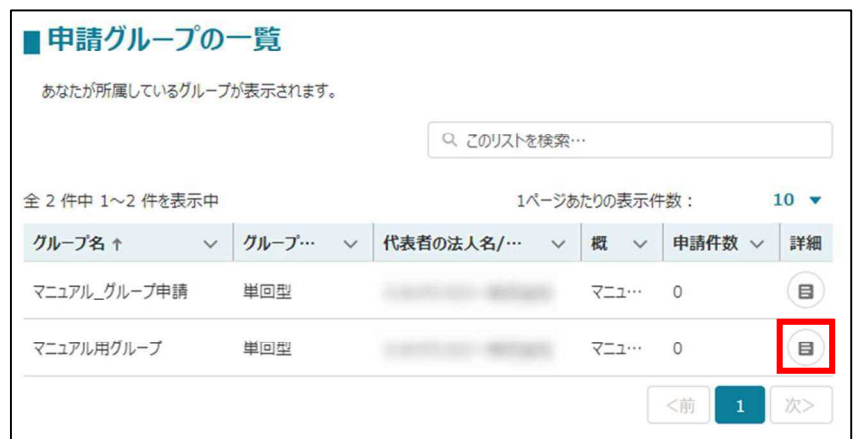 申請グループの一覧
あなたが所属しているグループが表示されます。
このリストを検索…
全 2 件中 1～2 件を表示中 1ページあたりの表示件数： 10
グループ名↑ グループ… 代表者の法人名/… 概 申請件数 詳細
マニュアル_グループ申請 単回型 マニュ… 0
マニュアル用グループ 単回型 マニュ… 0
<前 1 次>